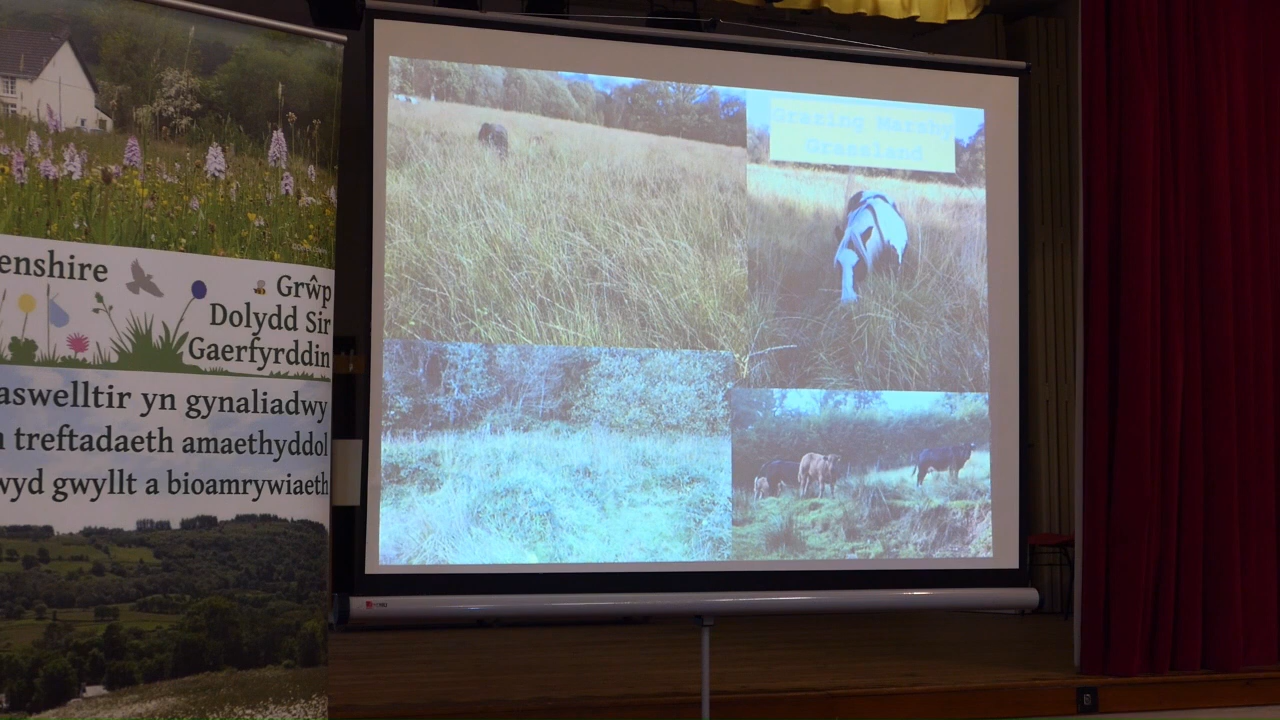 enshire
Grŵp
Dolydd Sir
Gaerfyrddin
aswelltir yn gynaliadwy
treftadaeth amaethyddol
wyd gwyllt a bioamrywiaeth
Grazing Marshy
Grassland